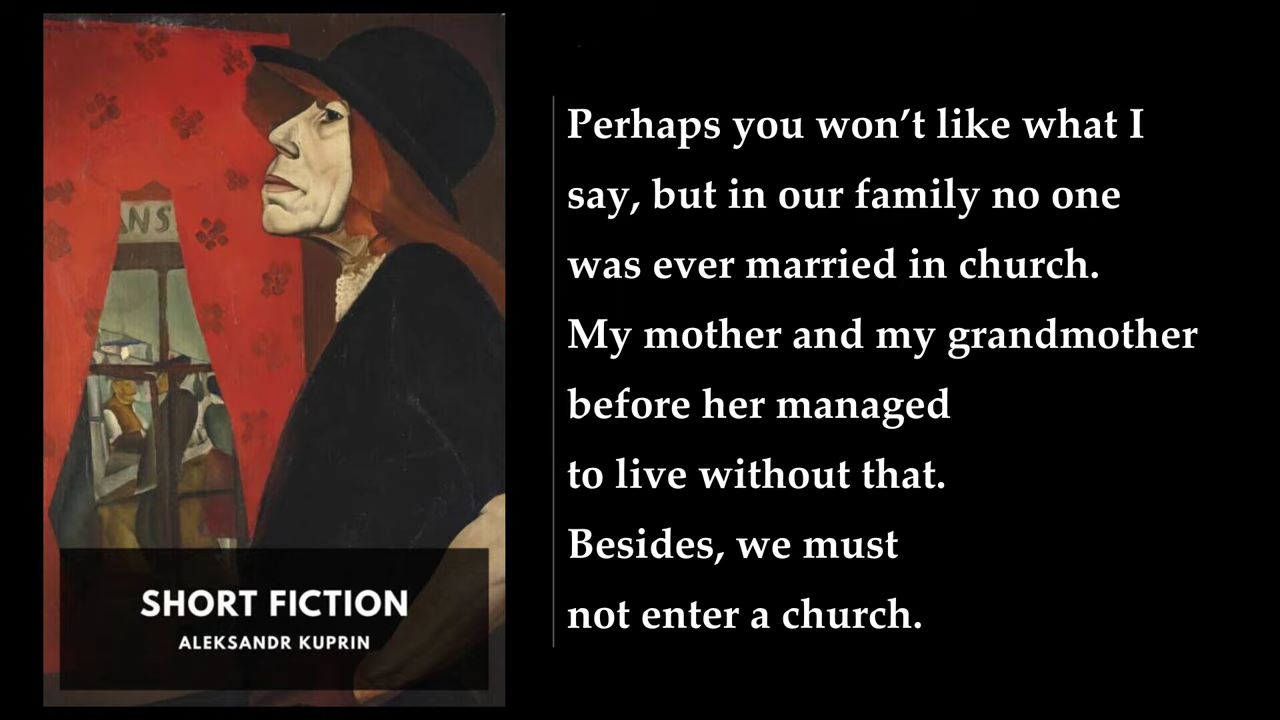 ANS
SHORT FICTION
ALEKSANDR KUPRIN
Perhaps you won’t like what I
say, but in our family no one
was ever married in church.
My mother and my grandmother
before her managed
to live without that.
Besides, we must
not enter a church.